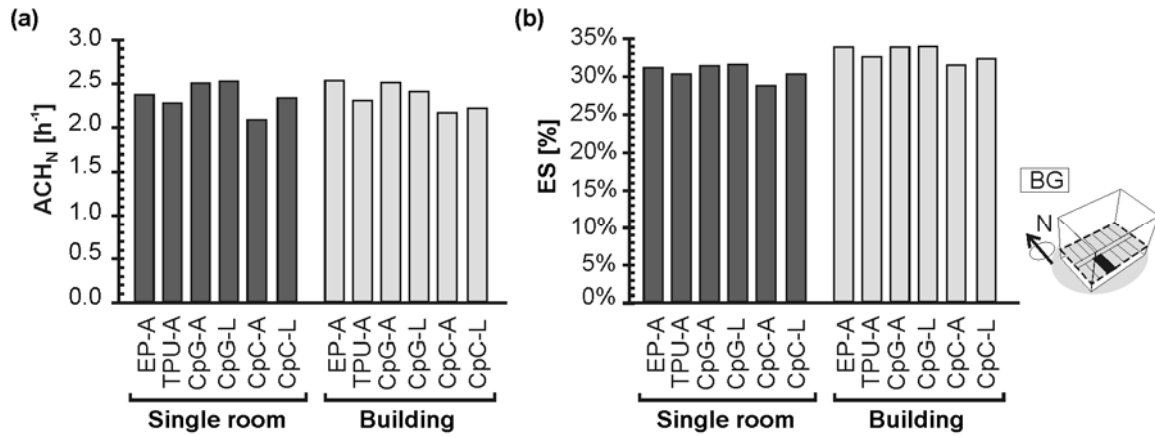 (a)
ACH_N [h⁻¹]
3.0
2.5
2.0
1.5
1.0
0.5
0.0
EP-A
TPU-A
CpG-A
CpG-L
CpC-A
CpC-L
EP-A
TPU-A
CpG-A
CpG-L
CpC-A
CpC-L
Single room
Building
(b)
ES [%]
35%
30%
25%
20%
15%
10%
5%
0%
EP-A
TPU-A
CpG-A
CpG-L
CpC-A
CpC-L
EP-A
TPU-A
CpG-A
CpG-L
CpC-A
CpC-L
Single room
Building
BG
N